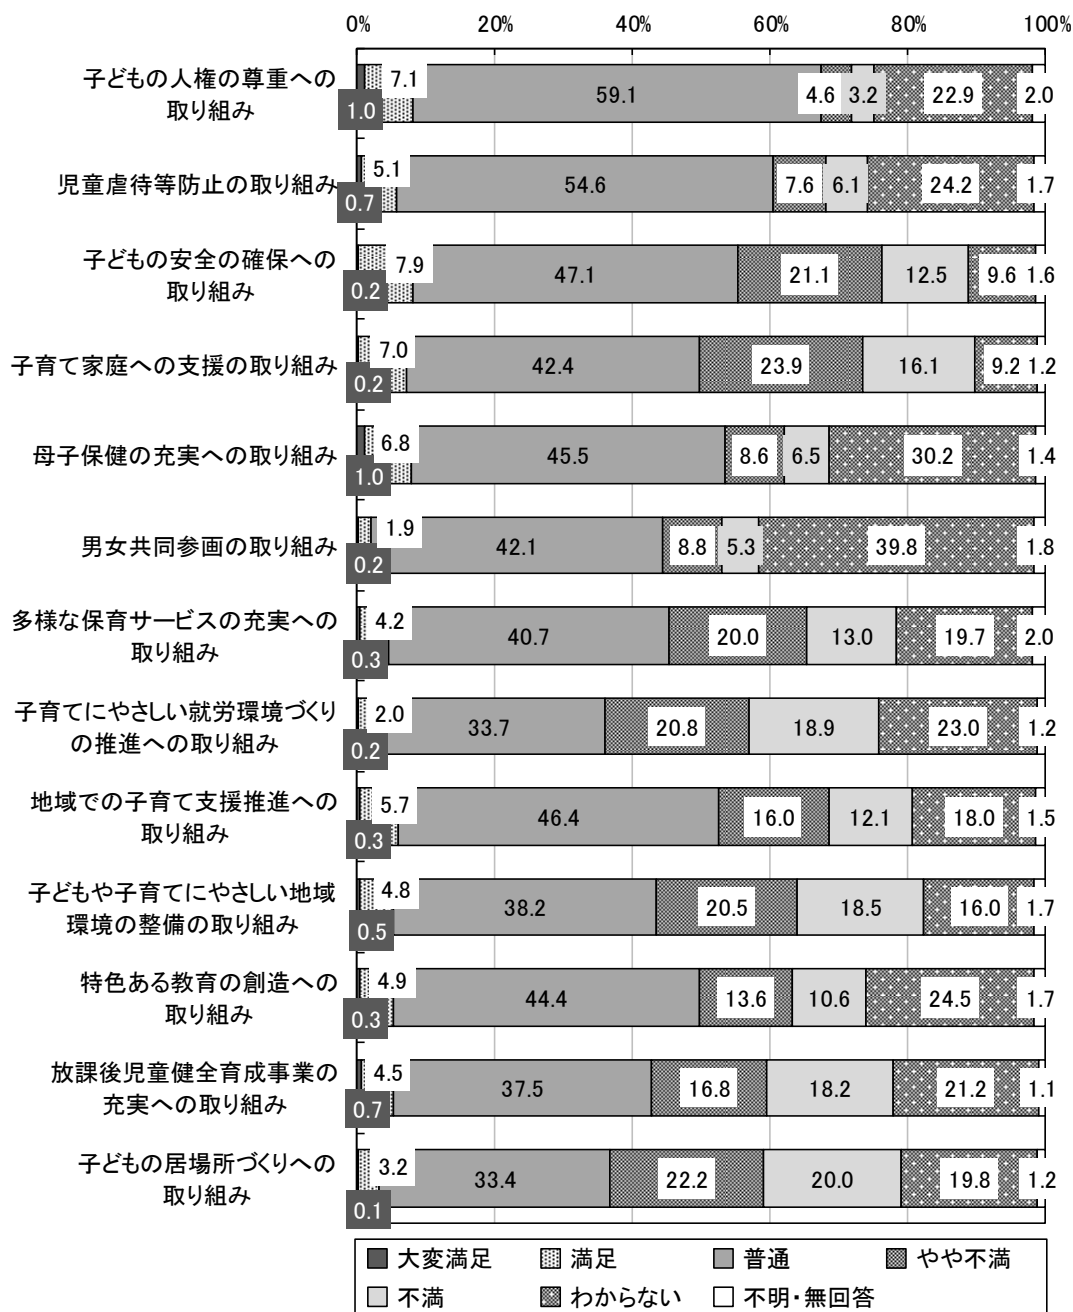 0% 20% 40% 60% 80% 100%
子どもの人権の尊重への
取り組み
1.0 7.1 59.1 4.6 3.2 22.9 2.0
児童虐待等防止の取り組み
0.7 5.1 54.6 7.6 6.1 24.2 1.7
子どもの安全の確保への
取り組み
0.2 7.9 47.1 21.1 12.5 9.6 1.6
子育て家庭への支援の取り組み
0.2 7.0 42.4 23.9 16.1 9.2 1.2
母子保健の充実への取り組み
1.0 6.8 45.5 8.6 6.5 30.2 1.4
男女共同参画の取り組み
0.2 1.9 42.1 8.8 5.3 39.8 1.8
多様な保育サービスの充実への
取り組み
0.3 4.2 40.7 20.0 13.0 19.7 2.0
子育てにやさしい就労環境づくり
の推進への取り組み
0.2 2.0 33.7 20.8 18.9 23.0 1.2
地域での子育て支援推進への
取り組み
0.3 5.7 46.4 16.0 12.1 18.0 1.5
子どもや子育てにやさしい地域
環境の整備の取り組み
0.5 4.8 38.2 20.5 18.5 16.0 1.7
特色ある教育の創造への
取り組み
0.3 4.9 44.4 13.6 10.6 24.5 1.7
放課後児童健全育成事業の
充実への取り組み
0.7 4.5 37.5 16.8 18.2 21.2 1.1
子どもの居場所づくりへの
取り組み
0.1 3.2 33.4 22.2 20.0 19.8 1.2
大変満足 満足 普通 やや不満
不満 わからない 不明・無回答